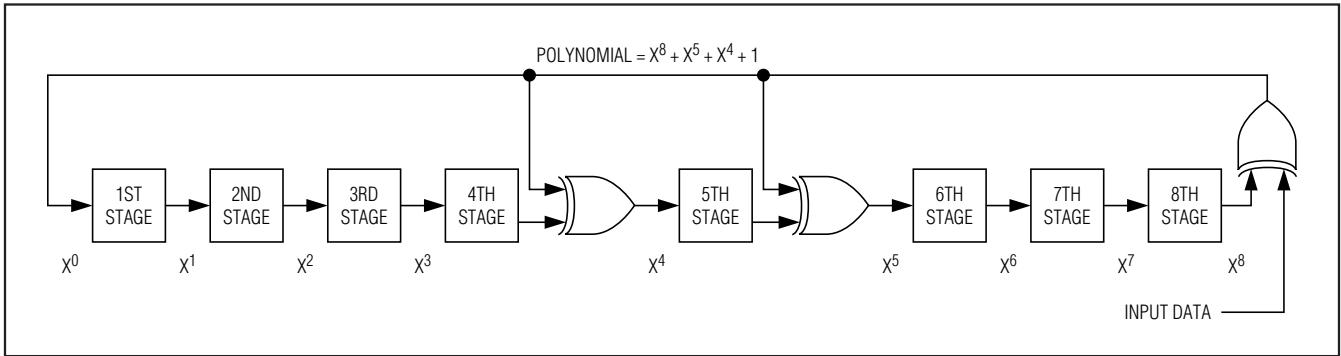 POLYNOMIAL = X⁸ + X⁵ + X⁴ + 1
1ST
STAGE
2ND
STAGE
3RD
STAGE
4TH
STAGE
5TH
STAGE
6TH
STAGE
7TH
STAGE
8TH
STAGE
X⁰
X¹
X²
X³
X⁴
X⁵
X⁶
X⁷
X⁸
INPUT DATA